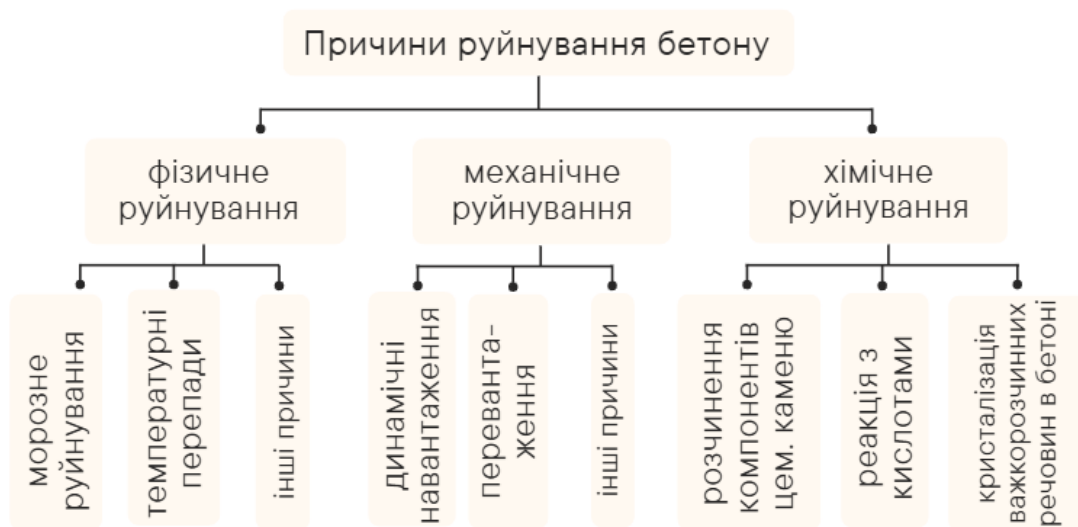 Причини руйнування бетону
фізичне
руйнування
механічне
руйнування
хімічне
руйнування
морозне
руйнування
температурні
перепади
інші причини
динамічні
навантаження
переванта-
ження
інші причини
розчинення
компонентів
цем. каменю
реакція з
кислотами
кристалізація
важкорозчинних
речовин в бетоні